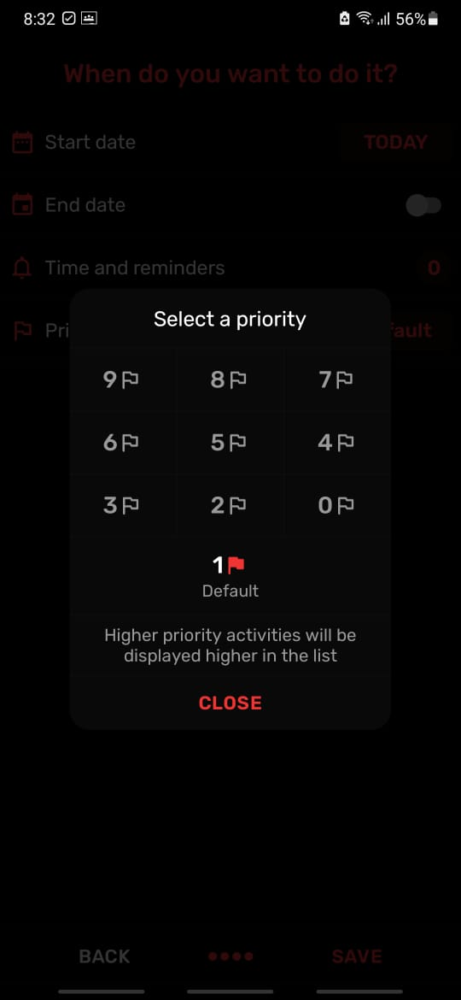 8:32 56%
When do you want to do it?
Start date TODAY
End date
Time and reminders 0
Pri fault
Select a priority
9 8 7
6 5 4
3 2 0
1
Default
Higher priority activities will be
displayed higher in the list
CLOSE
BACK SAVE